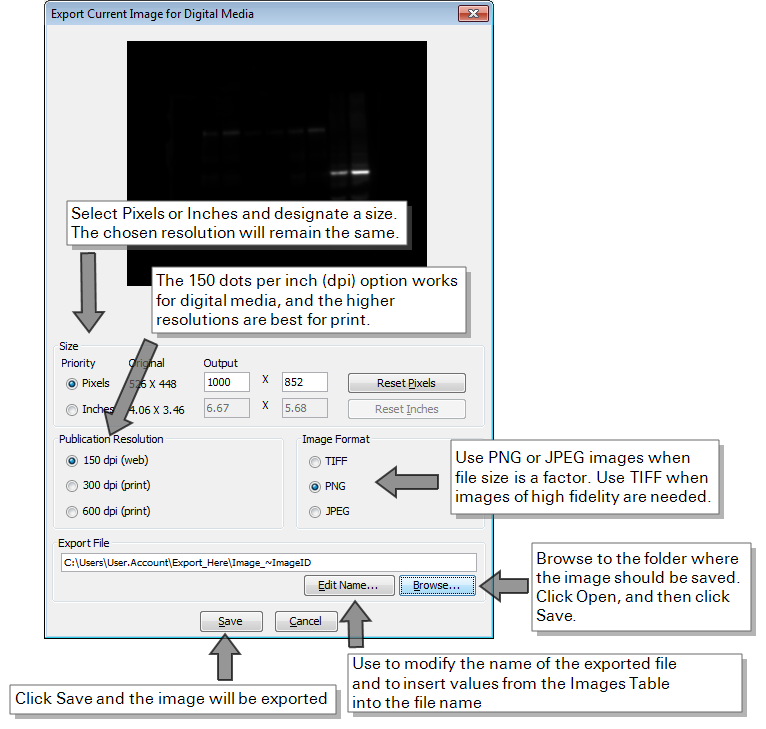 Export Current Image for Digital Media
Select Pixels or Inches and designate a size.
The chosen resolution will remain the same.
The 150 dots per inch (dpi) option works
for digital media, and the higher
resolutions are best for print.
Size
Priority Original Output
Pixels 526 X 448 1000 X 852 Reset Pixels
Inches 4.06 X 3.46 6.67 X 5.68 Reset Inches
Publication Resolution
150 dpi (web)
300 dpi (print)
600 dpi (print)
Image Format
TIFF
PNG
JPEG
Use PNG or JPEG images when
file size is a factor. Use TIFF when
images of high fidelity are needed.
Export File
C:\Users\User.Account\Export_Here\Image_~ImageID
Edit Name... Browse...
Browse to the folder where
the image should be saved.
Click Open, and then click
Save.
Save Cancel
Use to modify the name of the exported file
and to insert values from the Images Table
into the file name
Click Save and the image will be exported